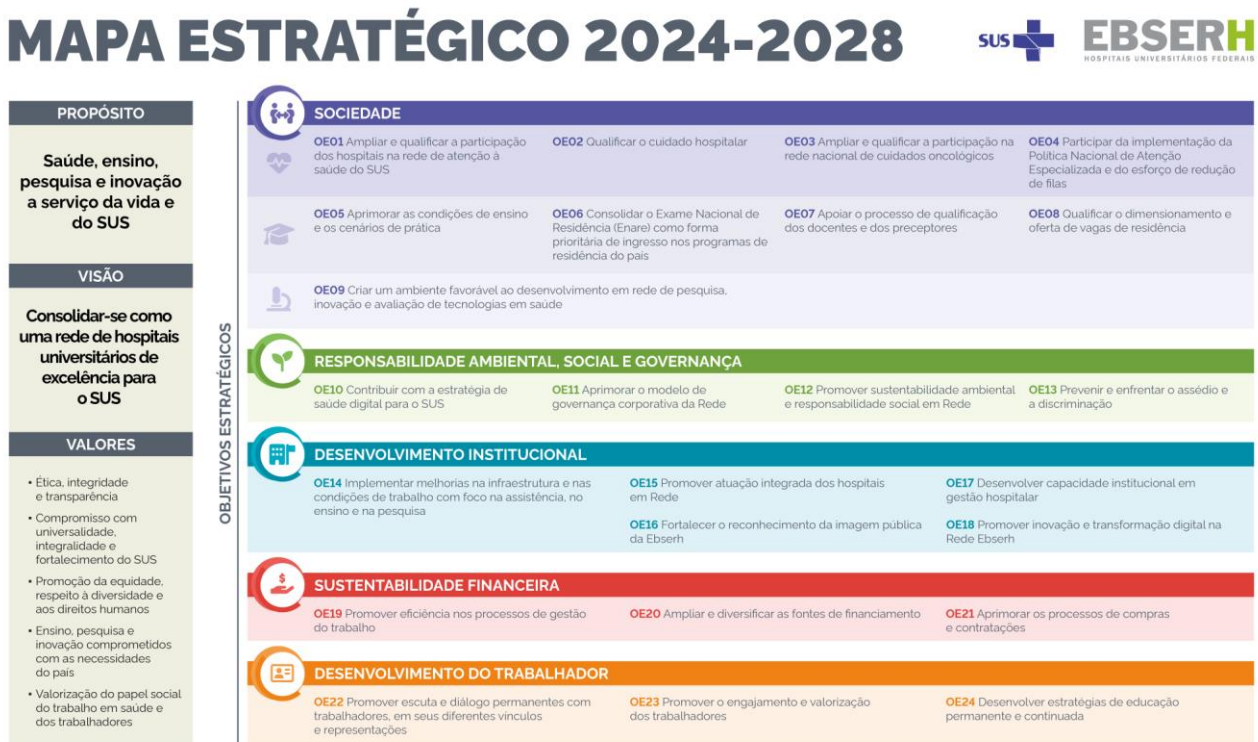 MAPA ESTRATÉGICO 2024-2028
SUS
EBSERH
HOSPITAIS UNIVERSITÁRIOS FEDERAIS
PROPÓSITO
Saúde, ensino,
pesquisa e inovação
a serviço da vida e
do SUS
VISÃO
Consolidar-se como
uma rede de hospitais
universitários de
excelência para
o SUS
VALORES
• Ética, integridade
e transparência
• Compromisso com
universalidade,
integralidade e
fortalecimento do SUS
• Promoção da equidade,
respeito à diversidade e
aos direitos humanos
• Ensino, pesquisa e
inovação comprometidos
com as necessidades
do país
• Valorização do papel social
do trabalho em saúde e
dos trabalhadores
OBJETIVOS ESTRATÉGICOS
SOCIEDADE
OE01 Ampliar e qualificar a participação
dos hospitais na rede de atenção à
saúde do SUS
OE02 Qualificar o cuidado hospitalar
OE03 Ampliar e qualificar a participação na
rede nacional de cuidados oncológicos
OE04 Participar da implementação da
Política Nacional de Atenção
Especializada e do esforço de redução
de filas
OE05 Aprimorar as condições de ensino
e os cenários de prática
OE06 Consolidar o Exame Nacional de
Residência (Enare) como forma
prioritária de ingresso nos programas de
residência do país
OE07 Apoiar o processo de qualificação
dos docentes e dos preceptores
OE08 Qualificar o dimensionamento e
oferta de vagas de residência
OE09 Criar um ambiente favorável ao desenvolvimento em rede de pesquisa,
inovação e avaliação de tecnologias em saúde
RESPONSABILIDADE AMBIENTAL, SOCIAL E GOVERNANÇA
OE10 Contribuir com a estratégia de
saúde digital para o SUS
OE11 Aprimorar o modelo de
governança corporativa da Rede
OE12 Promover sustentabilidade ambiental
e responsabilidade social em Rede
OE13 Prevenir e enfrentar o assédio e
a discriminação
DESENVOLVIMENTO INSTITUCIONAL
OE14 Implementar melhorias na infraestrutura e nas
condições de trabalho com foco na assistência, no
ensino e na pesquisa
OE15 Promover atuação integrada dos hospitais
em Rede
OE16 Fortalecer o reconhecimento da imagem pública
da Ebserh
OE17 Desenvolver capacidade institucional em
gestão hospitalar
OE18 Promover inovação e transformação digital na
Rede Ebserh
SUSTENTABILIDADE FINANCEIRA
OE19 Promover eficiência nos processos de gestão
do trabalho
OE20 Ampliar e diversificar as fontes de financiamento
OE21 Aprimorar os processos de compras
e contratações
DESENVOLVIMENTO DO TRABALHADOR
OE22 Promover escuta e diálogo permanentes com
trabalhadores, em seus diferentes vínculos
e representações
OE23 Promover o engajamento e valorização
dos trabalhadores
OE24 Desenvolver estratégias de educação
permanente e continuada